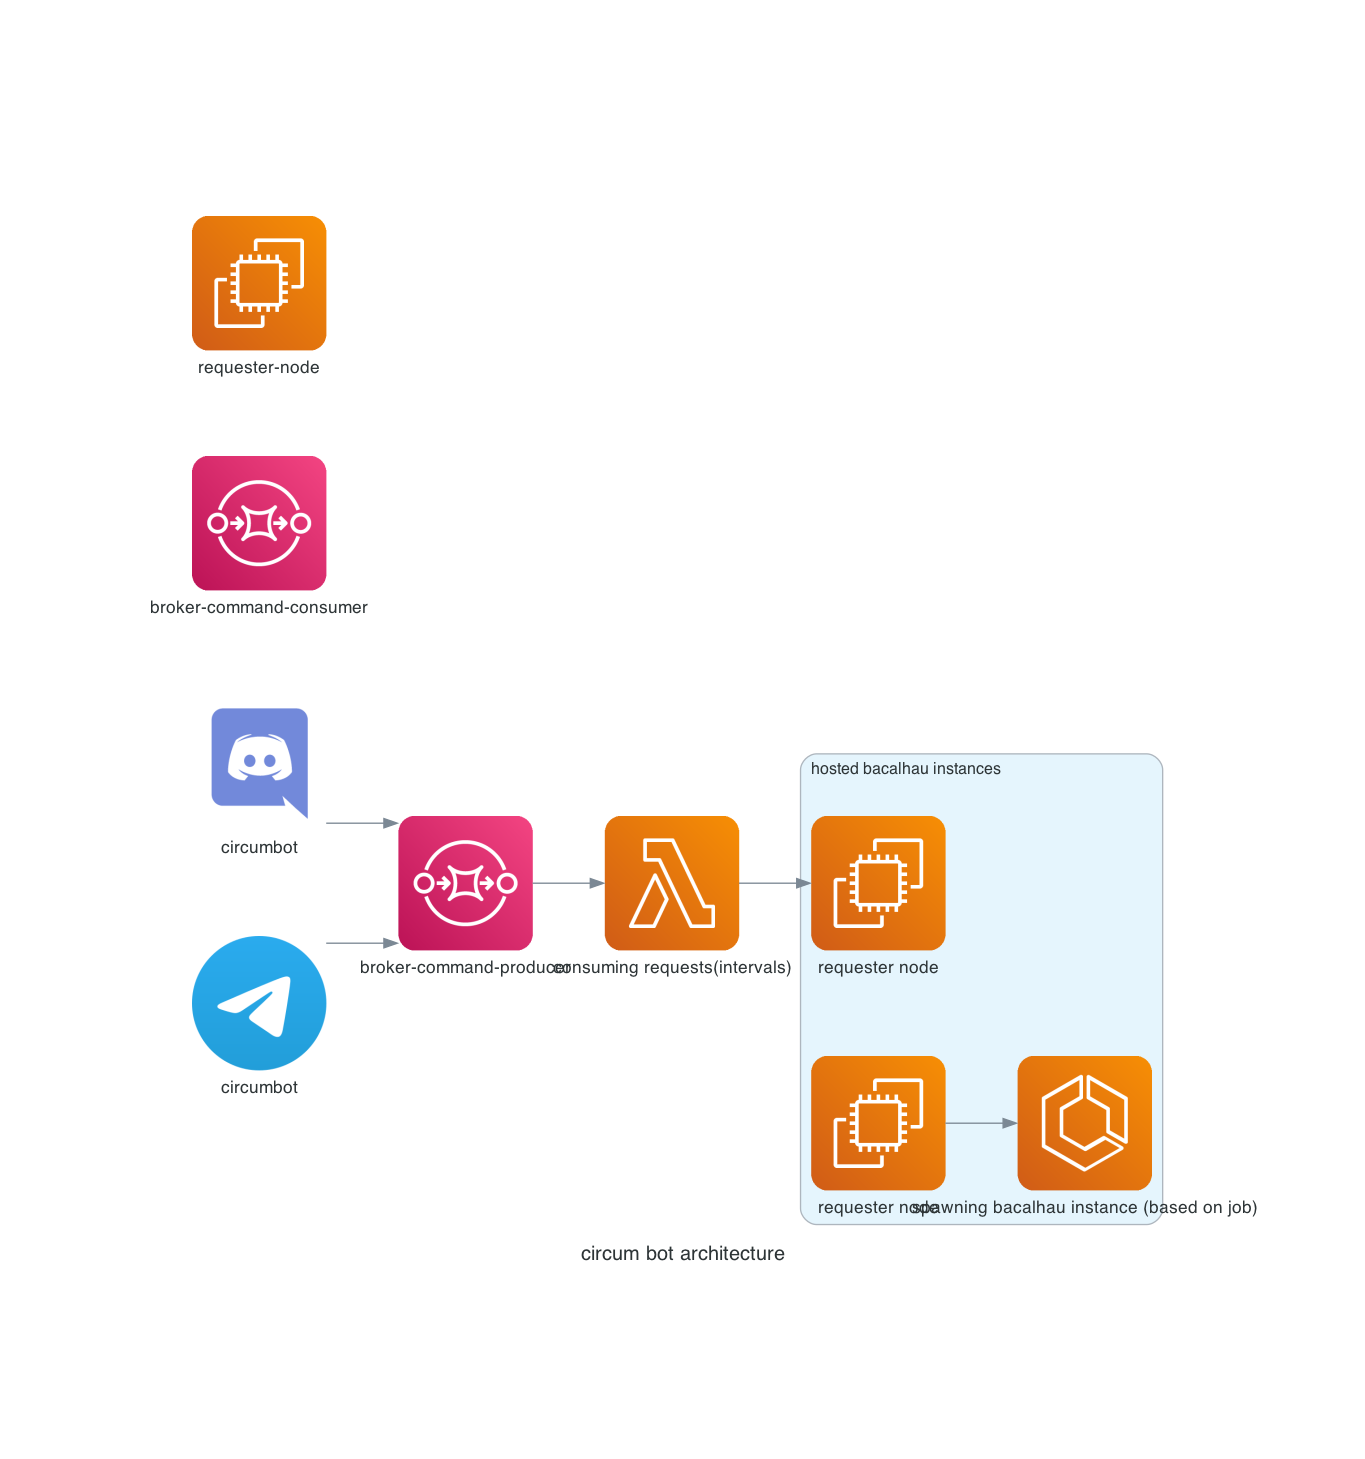 requester-node
broker-command-consumer
circumbot
hosted bacalhau instances
broker-command-producer
consuming requests(intervals)
requester node
circumbot
requester node
spawning bacalhau instance (based on job)
circum bot architecture